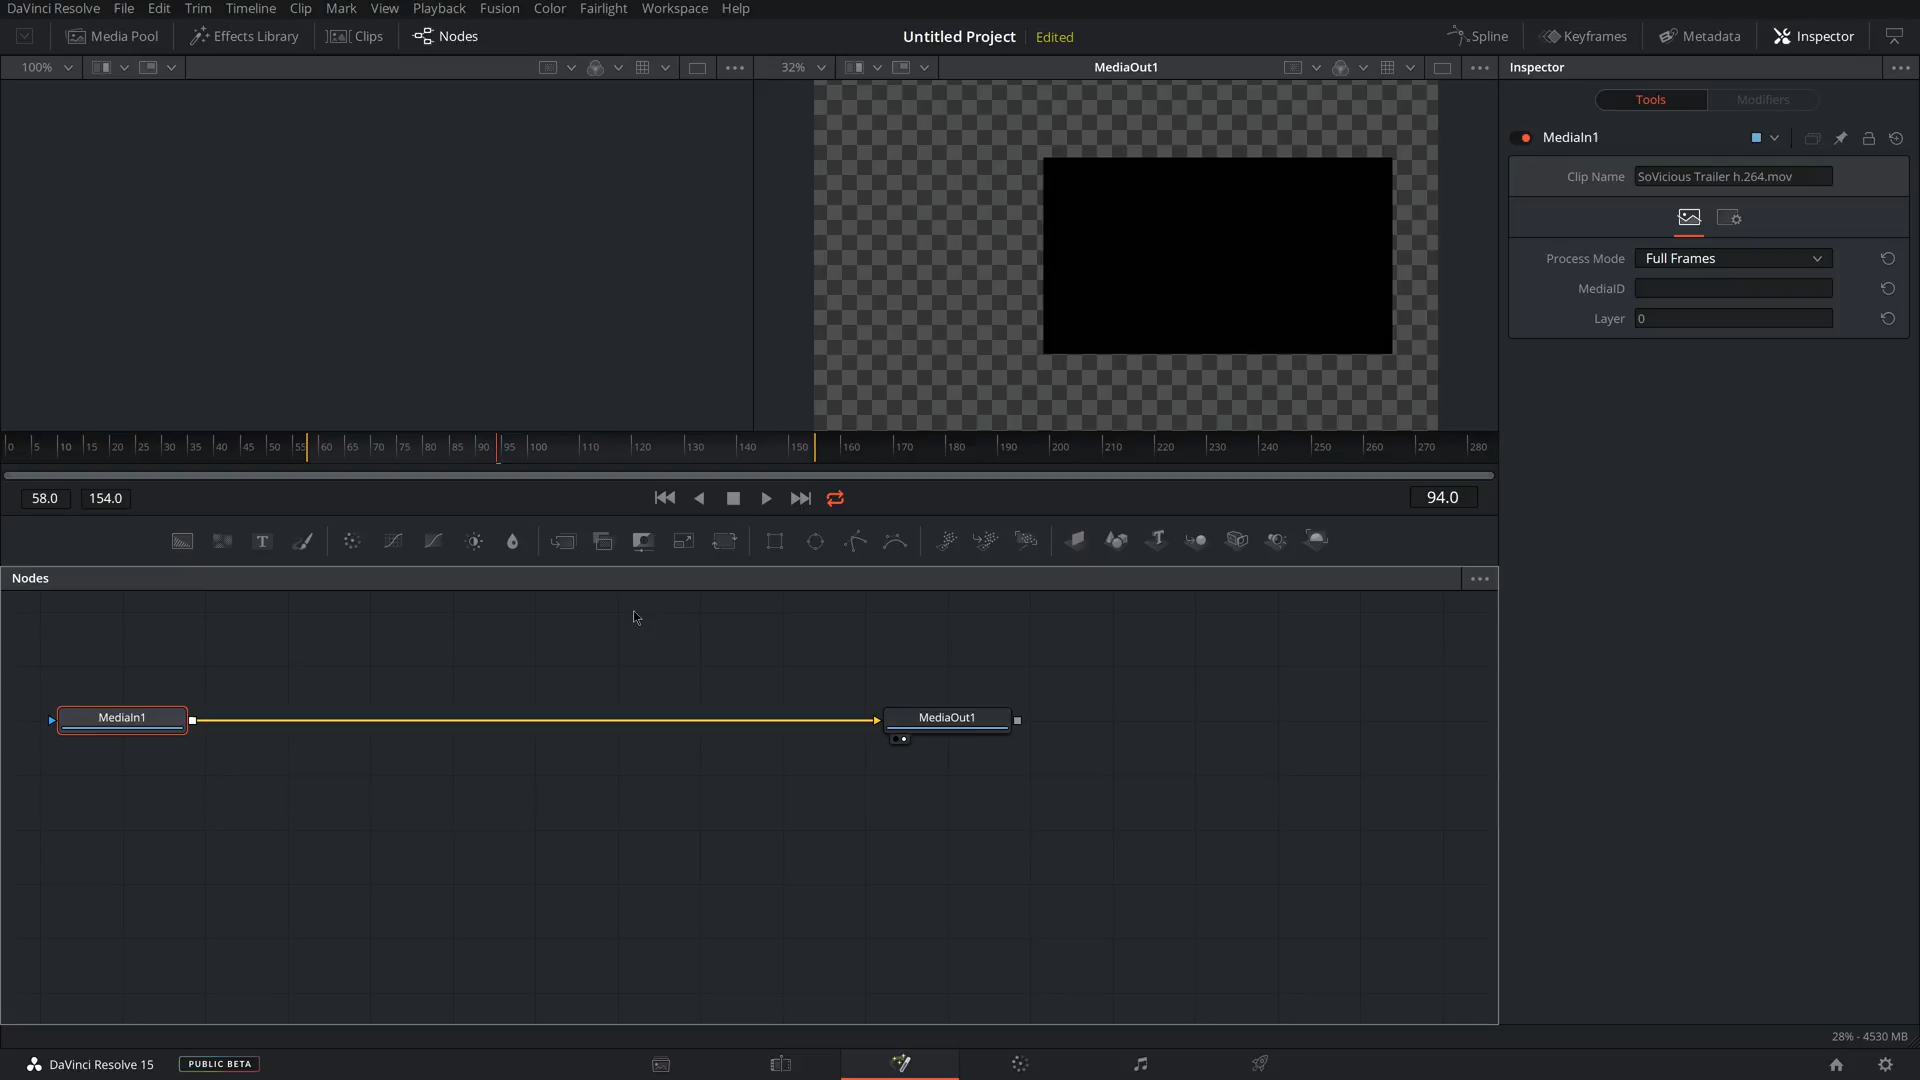 DaVinci Resolve File Edit Trim Timeline Clip Mark View Playback Fusion Color Fairlight Workspace Help
Media Pool Effects Library Clips Nodes Untitled Project Edited Spline Keyframes Metadata Inspector
100% 32% MediaOut1 Inspector
Tools Modifiers
MediaIn1
Clip Name SoVicious Trailer h.264.mov
Process Mode Full Frames
MediaID
Layer 0
0 5 10 15 20 25 30 35 40 45 50 55 60 65 70 75 80 85 90 95 100 110 120 130 140 150 160 170 180 190 200 210 220 230 240 250 260 270 280
58.0 154.0 94.0
T
Nodes
MediaIn1 MediaOut1
28% - 4530 MB
DaVinci Resolve 15 PUBLIC BETA